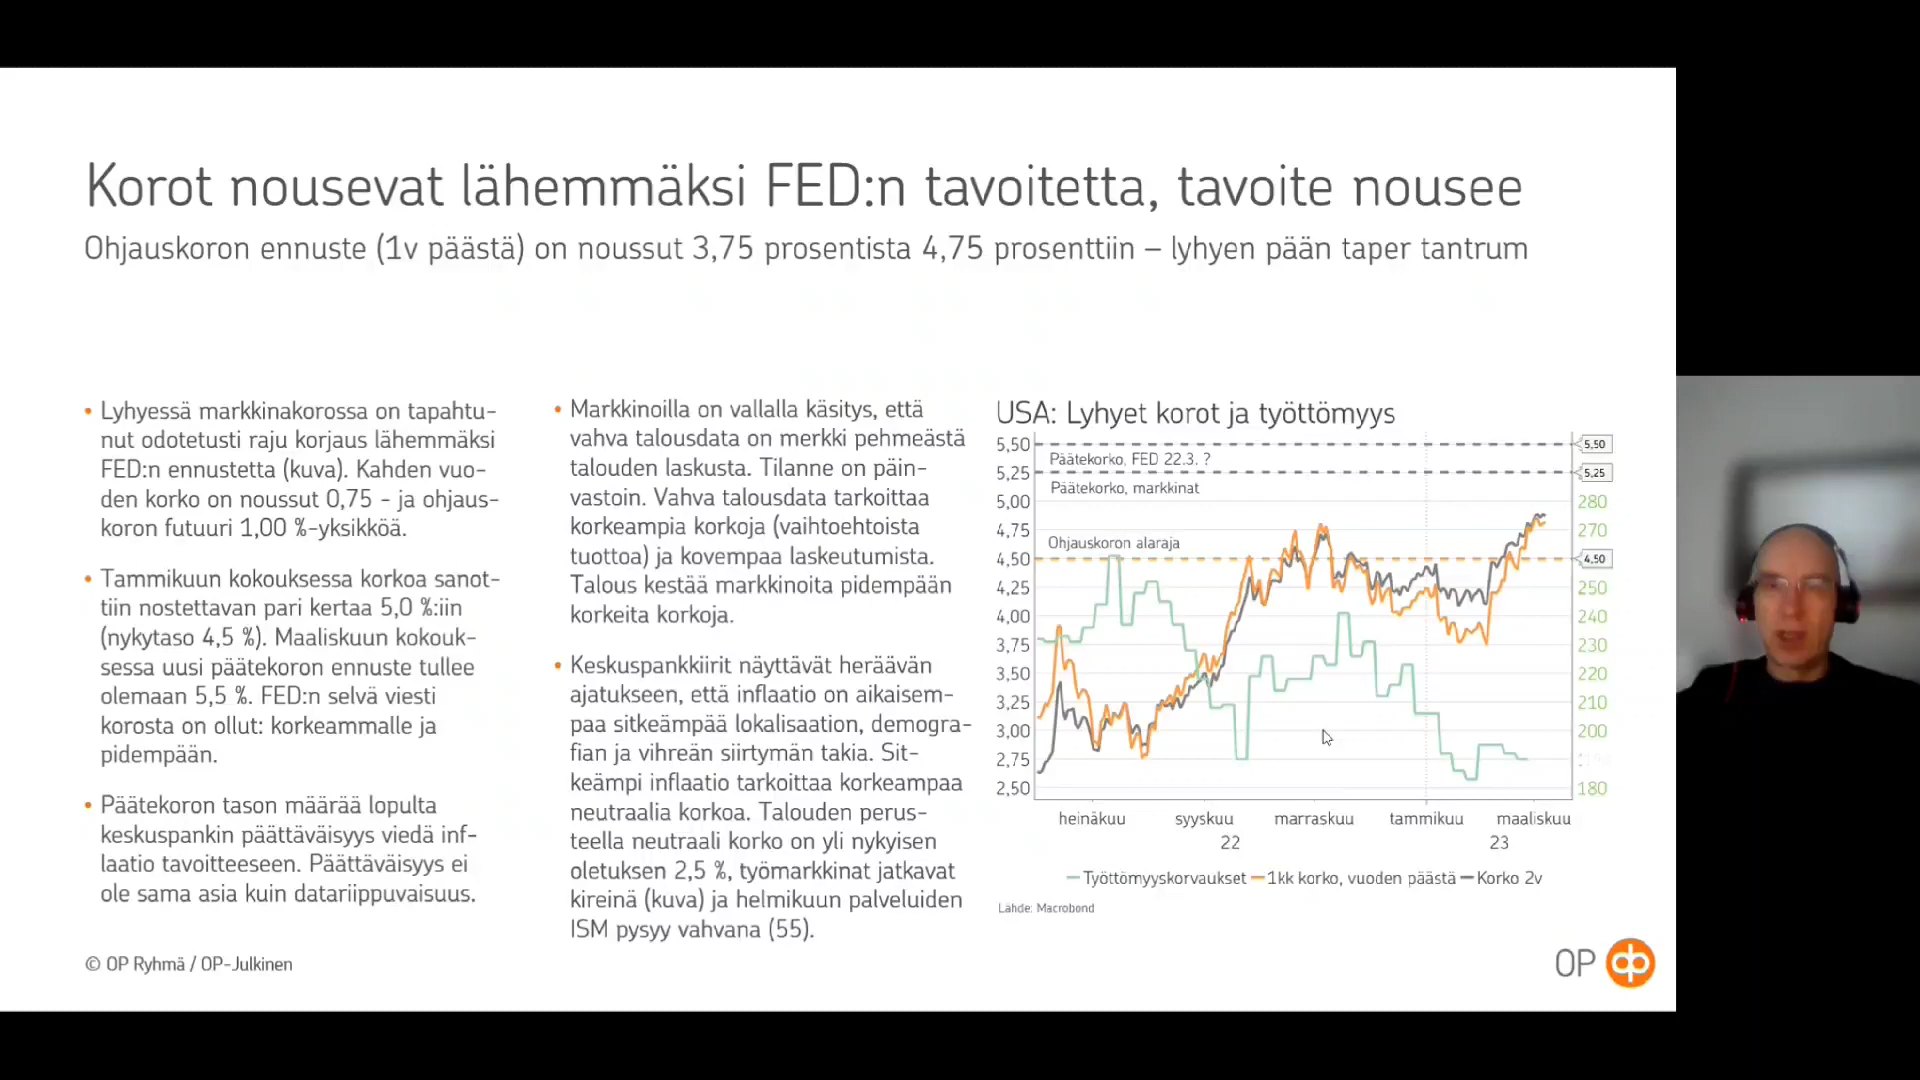 Korot nousevat lähemmäksi FED:n tavoitetta, tavoite nousee
Ohjauskoron ennuste (1v päästä) on noussut 3,75 prosentista 4,75 prosenttiin – lyhyen pään taper tantrum
• Lyhyessä markkinakorossa on tapahtu-
nut odotetusti raju korjaus lähemmäksi
FED:n ennustetta (kuva). Kahden vuo-
den korko on noussut 0,75 - ja ohjaus-
koron futuuri 1,00 %-yksikköä.
• Tammikuun kokouksessa korkoa sanot-
tiin nostettavan pari kertaa 5,0 %:iin
(nykytaso 4,5 %). Maaliskuun kokouk-
sessa uusi päätekoron ennuste tullee
olemaan 5,5 %. FED:n selvä viesti
korosta on ollut: korkeammalle ja
pidempään.
• Päätekoron tason määrää lopulta
keskuspankin päättäväisyys viedä inf-
laatio tavoitteeseen. Päättäväisyys ei
ole sama asia kuin datariippuvaisuus.
• Markkinoilla on vallalla käsitys, että
vahva talousdata on merkki pehmeästä
talouden laskusta. Tilanne on päin-
vastoin. Vahva talousdata tarkoittaa
korkeampia korkoja (vaihtoehtoista
tuottoa) ja kovempaa laskeutumista.
Talous kestää markkinoita pidempään
korkeita korkoja.
• Keskuspankkiirit näyttävät heräävän
ajatukseen, että inflaatio on aikaisem-
paa sitkeämpää lokalisaation, demogra-
fian ja vihreän siirtymän takia. Sit-
keämpi inflaatio tarkoittaa korkeampaa
neutraalia korkoa. Talouden perus-
teella neutraali korko on yli nykyisen
oletuksen 2,5 %, työmarkkinat jatkavat
kireinä (kuva) ja helmikuun palveluiden
ISM pysyy vahvana (55).
USA: Lyhyet korot ja työttömyys
5,50
5,25
5,00
4,75
4,50
4,25
4,00
3,75
3,50
3,25
3,00
2,75
2,50
Päätekorko, FED 22.3. ?
Päätekorko, markkinat
Ohjauskoron alaraja
5,50
5,25
280
270
4,50
250
240
230
220
210
200
180
heinäkuu syyskuu marraskuu tammikuu maaliskuu
22 23
Työttömyyskorvaukset 1kk korko, vuoden päästä Korko 2v
Lähde: Macrobond
© OP Ryhmä / OP-Julkinen
OP